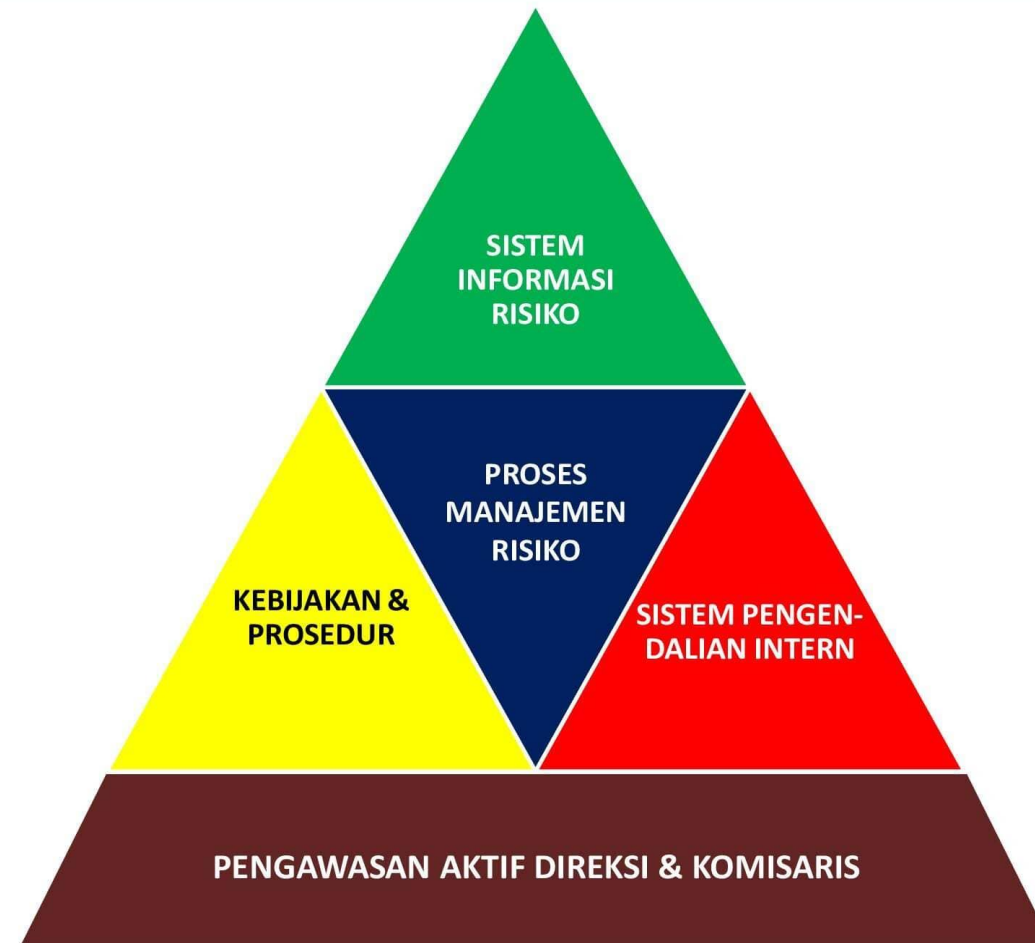 SISTEM
INFORMASI
RISIKO
PROSES
MANAJEMEN
RISIKO
KEBIJAKAN &
PROSEDUR
SISTEM PENGEN-
DALIAN INTERN
PENGAWASAN AKTIF DIREKSI & KOMISARIS